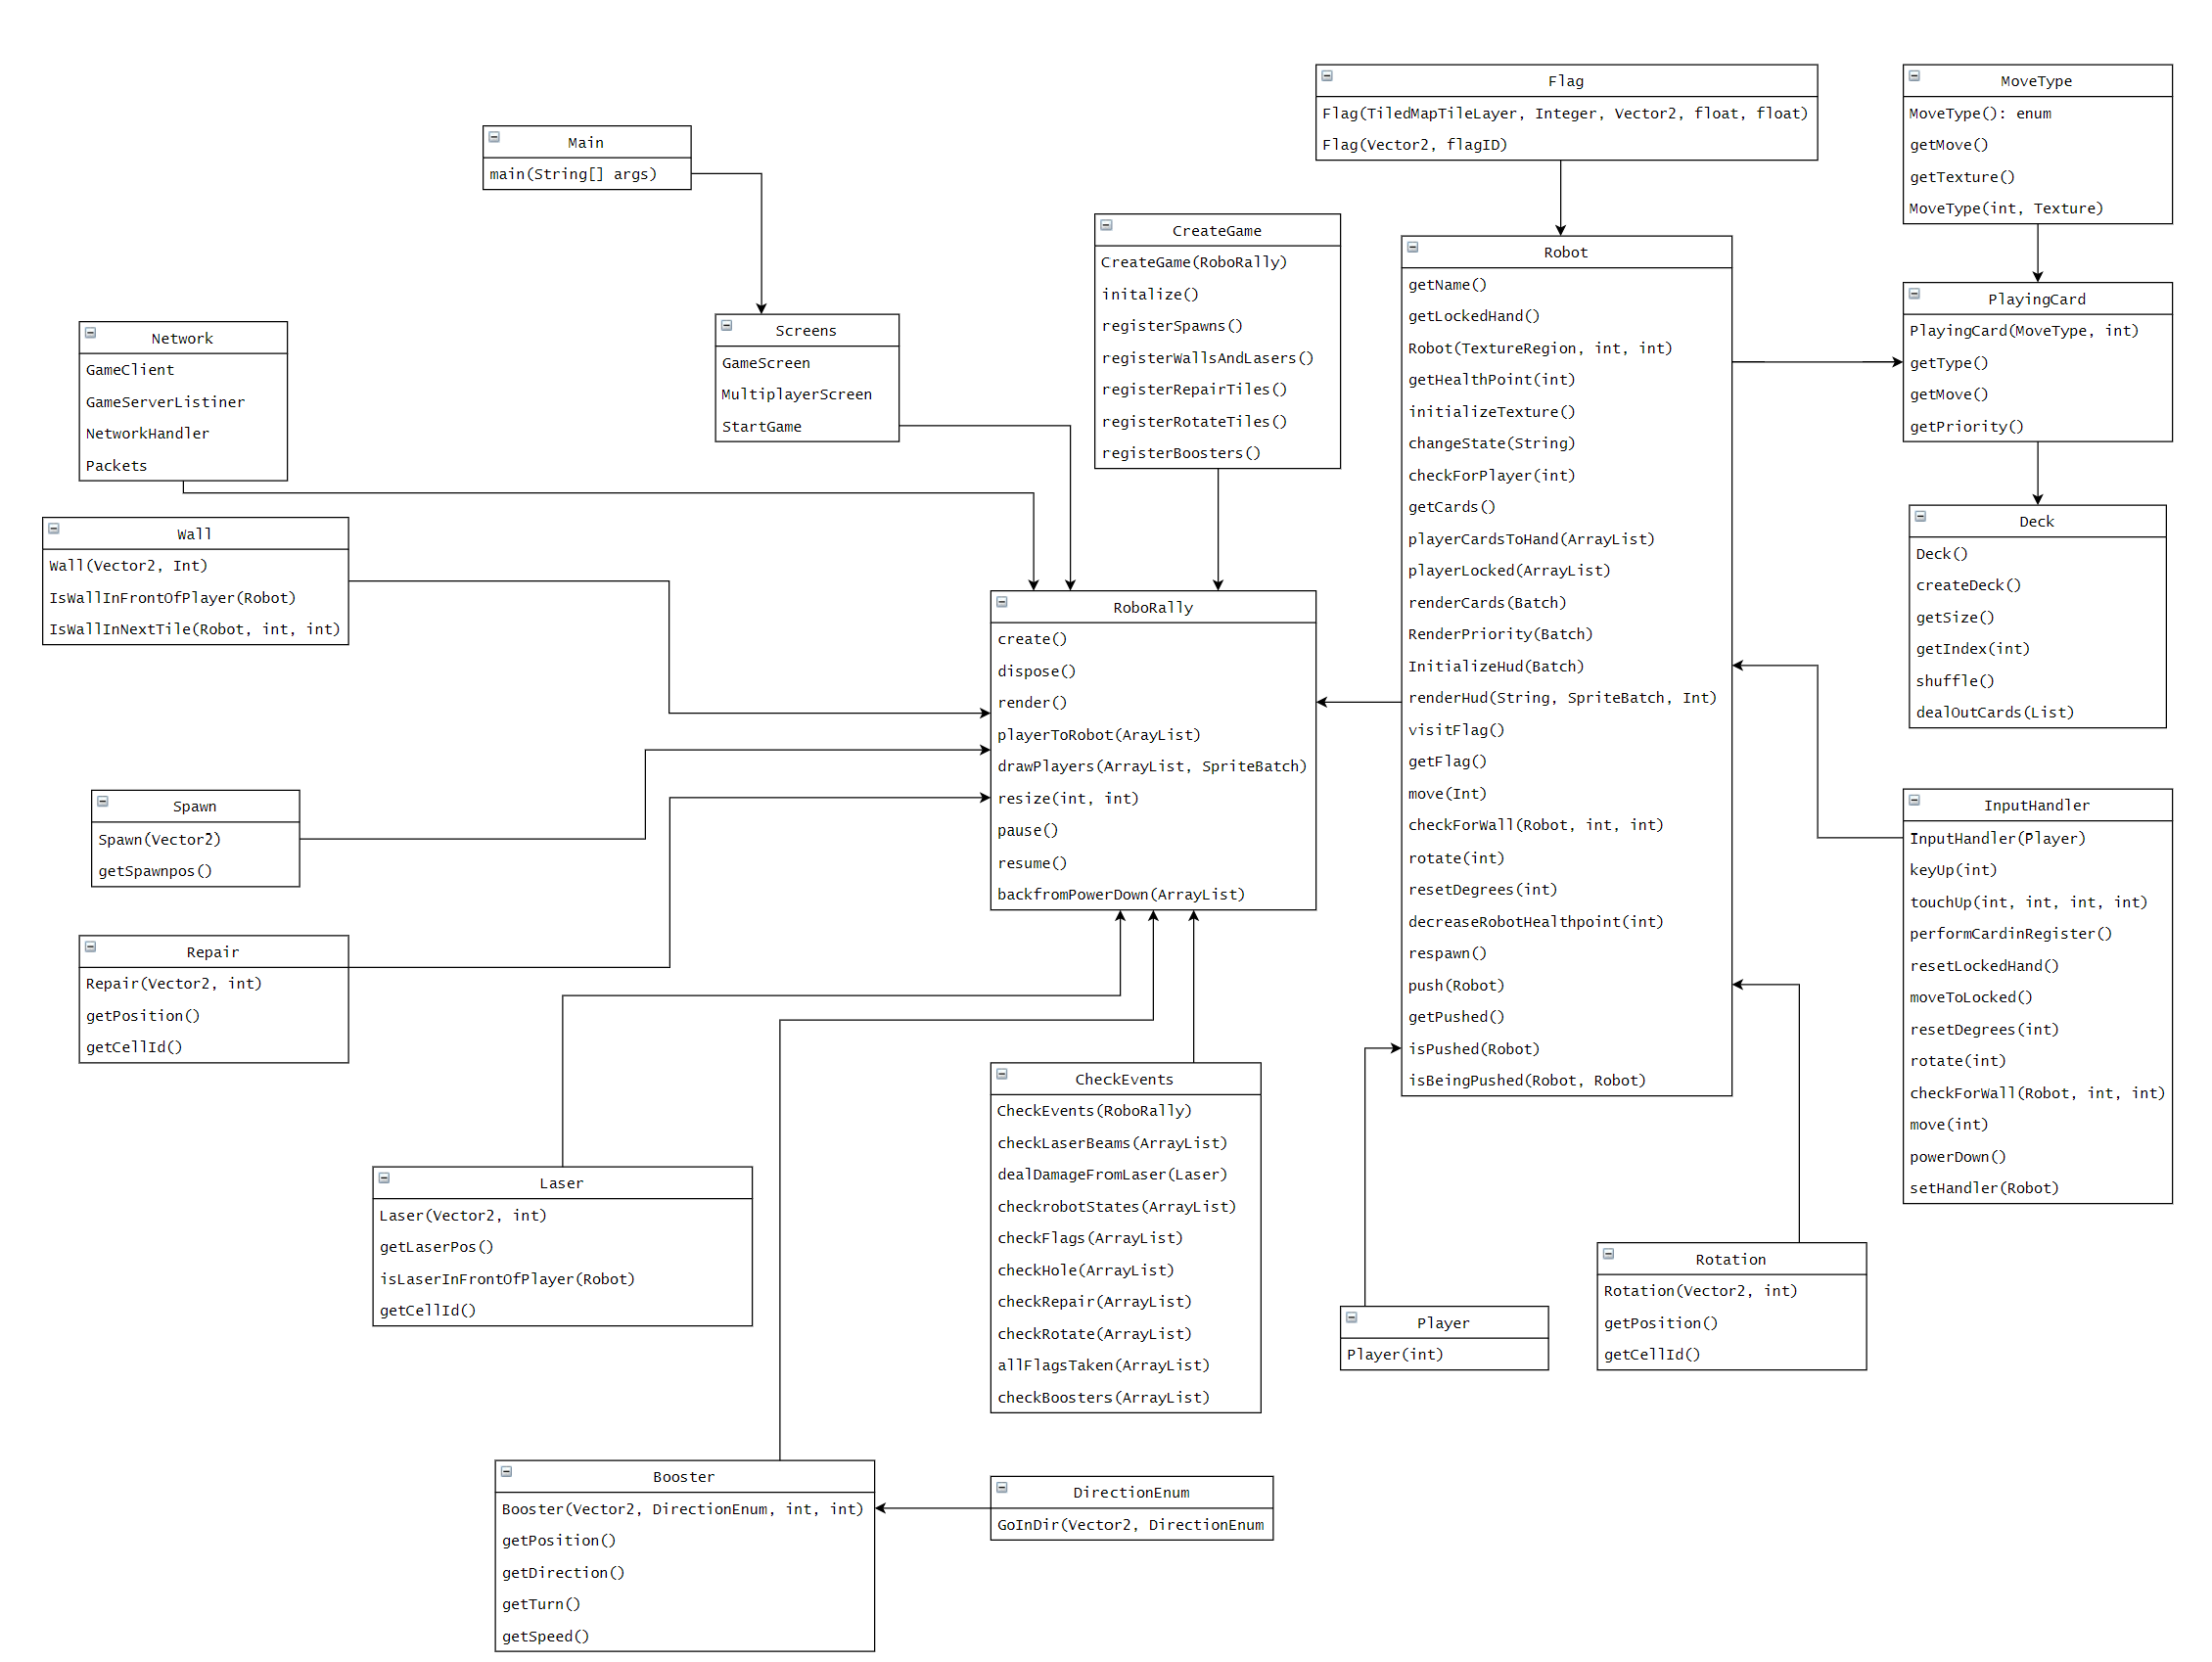 Flag
Flag(TiledMapTileLayer, Integer, Vector2, float, float)
Flag(Vector2, flagID)
MoveType
MoveType(): enum
getMove()
getTexture()
MoveType(int, Texture)
Main
main(String[] args)
CreateGame
CreateGame(RoboRally)
initalize()
registerSpawns()
registerWallsAndLasers()
registerRepairTiles()
registerRotateTiles()
registerBoosters()
Robot
getName()
getLockedHand()
Robot(TextureRegion, int, int)
getHealthPoint(int)
initializeTexture()
changeState(String)
checkForPlayer(int)
getCards()
playerCardsToHand(ArrayList)
playerLocked(ArrayList)
renderCards(Batch)
RenderPriority(Batch)
InitializeHud(Batch)
renderHud(String, SpriteBatch, Int)
visitFlag()
getFlag()
move(Int)
checkForWall(Robot, int, int)
rotate(int)
resetDegrees(int)
decreaseRobotHealthpoint(int)
respawn()
push(Robot)
getPushed()
isPushed(Robot)
isBeingPushed(Robot, Robot)
PlayingCard
PlayingCard(MoveType, int)
getType()
getMove()
getPriority()
Screens
GameScreen
MultiplayerScreen
StartGame
Network
GameClient
GameServerListiner
NetworkHandler
Packets
Wall
Wall(Vector2, Int)
IsWallInFrontOfPlayer(Robot)
IsWallInNextTile(Robot, int, int)
Deck
Deck()
createDeck()
getSize()
getIndex(int)
shuffle()
dealOutCards(List)
RoboRally
create()
dispose()
render()
playerToRobot(ArayList)
drawPlayers(ArrayList, SpriteBatch)
resize(int, int)
pause()
resume()
backfromPowerDown(ArrayList)
Spawn
Spawn(Vector2)
getSpawnpos()
InputHandler
InputHandler(Player)
keyUp(int)
touchUp(int, int, int, int)
performCardinRegister()
resetLockedHand()
moveToLocked()
resetDegrees(int)
rotate(int)
checkForWall(Robot, int, int)
move(int)
powerDown()
setHandler(Robot)
Repair
Repair(Vector2, int)
getPosition()
getCellId()
CheckEvents
CheckEvents(RoboRally)
checkLaserBeams(ArrayList)
dealDamageFromLaser(Laser)
checkrobotStates(ArrayList)
checkFlags(ArrayList)
checkHole(ArrayList)
checkRepair(ArrayList)
checkRotate(ArrayList)
allFlagsTaken(ArrayList)
checkBoosters(ArrayList)
Laser
Laser(Vector2, int)
getLaserPos()
isLaserInFrontOfPlayer(Robot)
getCellId()
Rotation
Rotation(Vector2, int)
getPosition()
getCellId()
Player
Player(int)
Booster
Booster(Vector2, DirectionEnum, int, int)
getPosition()
getDirection()
getTurn()
getSpeed()
DirectionEnum
GoInDir(Vector2, DirectionEnum